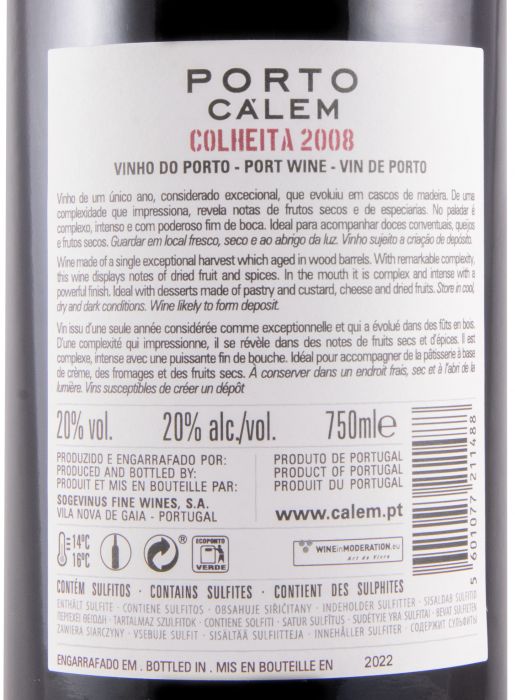 PORTO
CÁLEM
COLHEITA 2008
VINHO DO PORTO - PORT WINE - VIN DE PORTO
Vinho de um único ano, considerado excecional, que evoluiu em cascos de madeira. De uma
complexidade que impressiona, revela notas de frutos secos e de especiarias. No paladar é
complexo, intenso e com poderoso fim de boca. Ideal para acompanhar doces conventuais, queijos
e frutos secos. Guardar em local fresco, seco e ao abrigo da luz. Vinho sujeito a criação de depósito.
Wine made of a single exceptional harvest which aged in wood barrels. With remarkable complexity,
this wine displays notes of dried fruit and spices. In the mouth it is complex and intense with a
powerful finish. Ideal with desserts made of pastry and custard, cheese and dried fruits. Store in cool,
dry and dark conditions. Wine likely to form deposit.
Vin issu d'une seule année considérée comme exceptionnelle et qui a évolué dans des fûts en bois.
D'une complexité qui impressionne, il se révèle dans des notes de fruits secs et d'épices. Il est
complexe, intense avec une puissante fin de bouche. Idéal pour accompagner de la pâtisserie à base
de crème, des fromages et des fruits secs. À conserver dans un endroit frais, sec et à l'abri de la
lumière. Vins susceptibles de créer un dépôt
20% vol. 20% alc./vol. 750mle
PRODUZIDO E ENGARRAFADO POR:
PRODUCED AND BOTTLED BY:
PRODUIT ET MIS EN BOUTEILLE PAR:
SOGEVINUS FINE WINES, S.A.
VILA NOVA DE GAIA - PORTUGAL
PRODUTO DE PORTUGAL
PRODUCT OF PORTUGAL
PRODUIT DU PORTUGAL
www.calem.pt
5 601077 211488
14ºC
16ºC
ECOPONTO
VERDE
WINEinMODERATION.eu
Art de Vivre
CONTÉM SULFITOS · CONTAINS SULFITES · CONTIENT DES SULPHITES
ENTHÄLT SULFITE · CONTIENE SULFITOS · OBSAHUJE SIŘIČITANY · INDEHOLDER SULFITTER · SISALDAB SULFITID
ΠΕΡΙΕΧΕΙ ΘΕΙΩΔΗ · TARTALMAZ SZULFITOK · CONTIENE SOLFITI · SATUR SULFĪTUS · SUDĖTYJE YRA SULFITAI · BEVAT SULFIETEN
ZAWIERA SIARCZYNY · VSEBUJE SULFIT · SISÄLTÄÄ SULFIITTEJA · INNEHÅLLER SULFITER · СОДЕРЖИТ СУЛЬФИТЫ
ENGARRAFADO EM . BOTTLED IN . MIS EN BOUTEILLE EN 2022